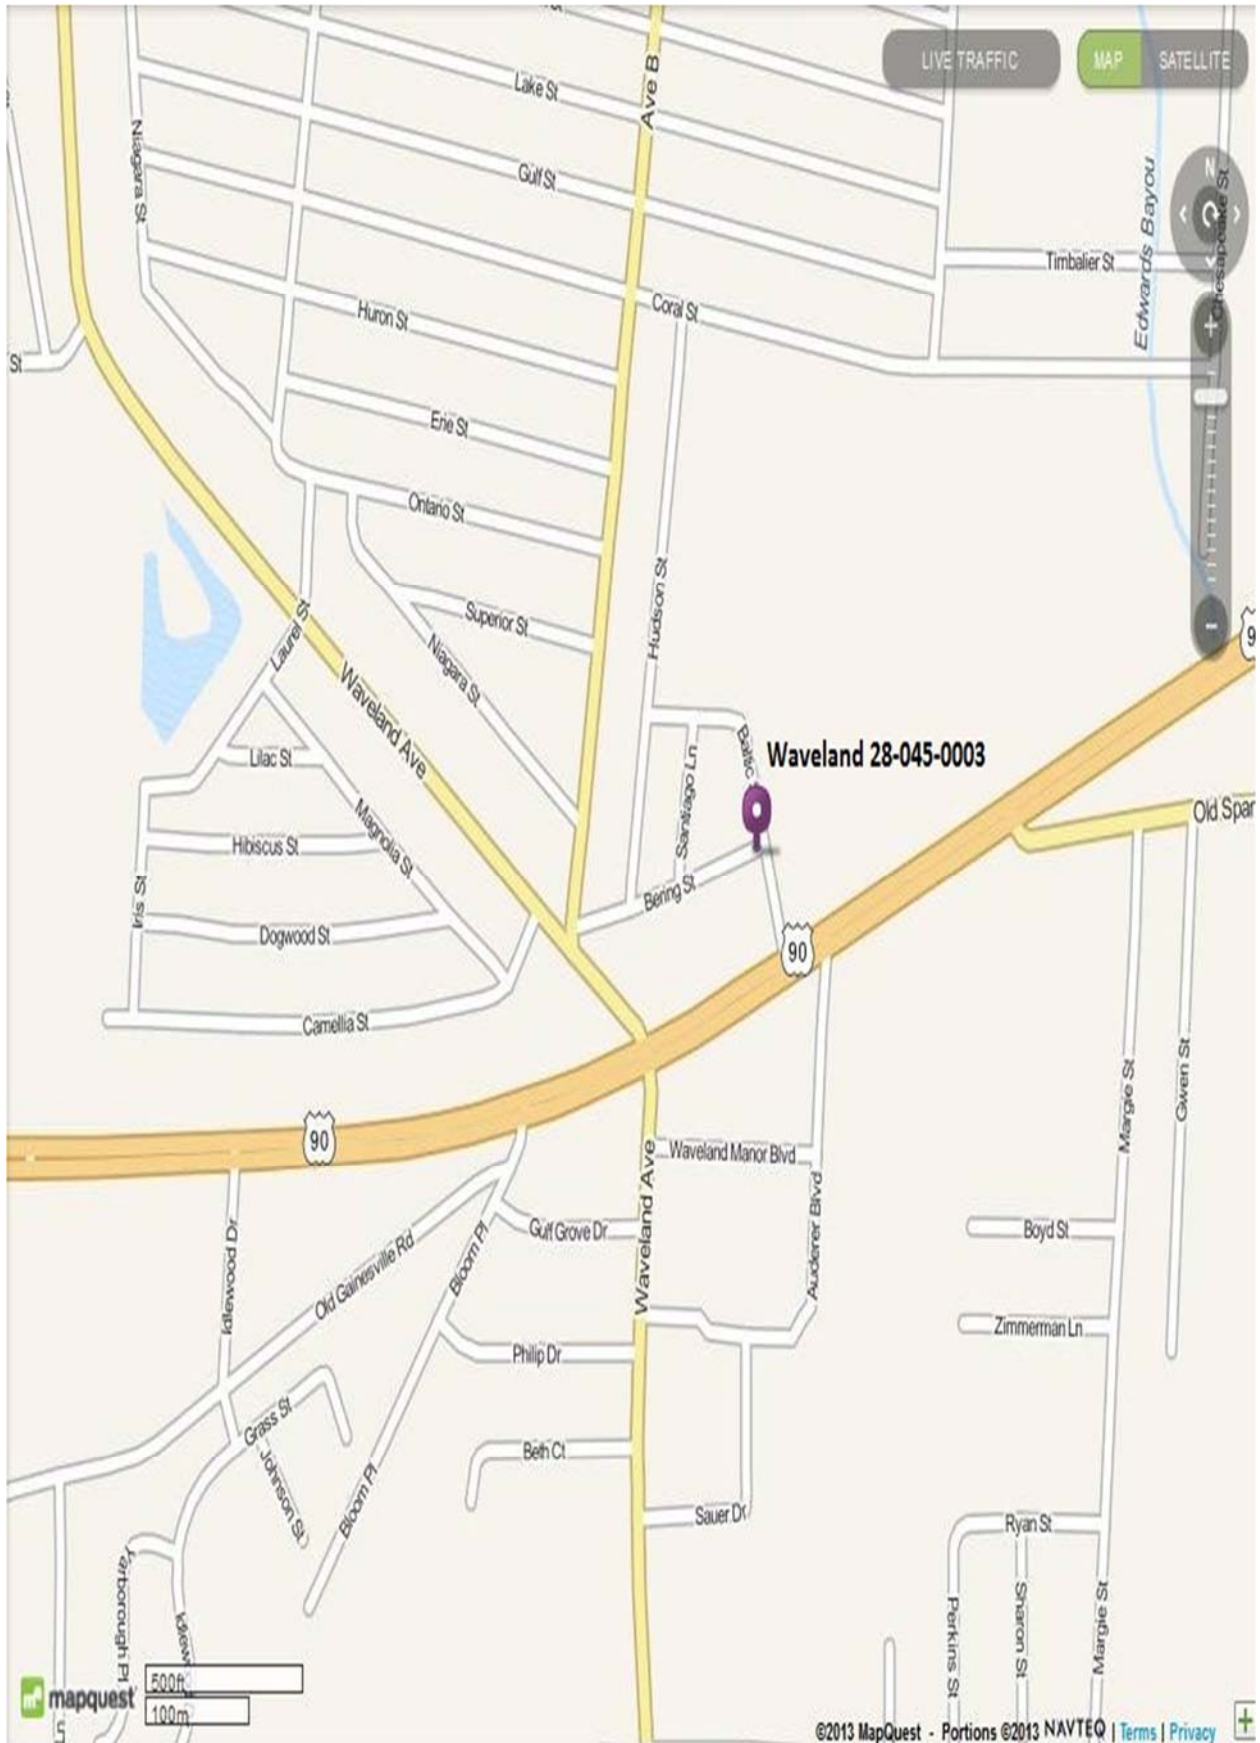 LIVE TRAFFIC
MAP
SATELLITE
Lake St
Ave B
Niagara St
Gulf St
Edwards Bayou
N
Chesapeake St
Timbalier St
Coral St
Huron St
St
Erie St
Ontario St
Hudson St
Superior St
Laurel St
Niagara St
Waveland Ave
Baltic
Waveland 28-045-0003
Lilac St
Santiago Ln
Magnolia St
Hibiscus St
Old Spar
Iris St
Bering St
Dogwood St
90
Camellia St
90
Margie St
Gwen St
Waveland Manor Blvd
Waveland Ave
Auderer Blvd
Idlewood Dr
Old Gainesville Rd
Bloom Pl
Gulf Grove Dr
Boyd St
Zimmerman Ln
Philip Dr
Grass St
Johnson St
Bloom Pl
Beth Ct
Sauer Dr
Ryan St
Yarborough Pl
Idlew
Perkins St
Sharon St
Margie St
500ft
100m
mapquest
©2013 MapQuest - Portions ©2013 NAVTEQ | Terms | Privacy